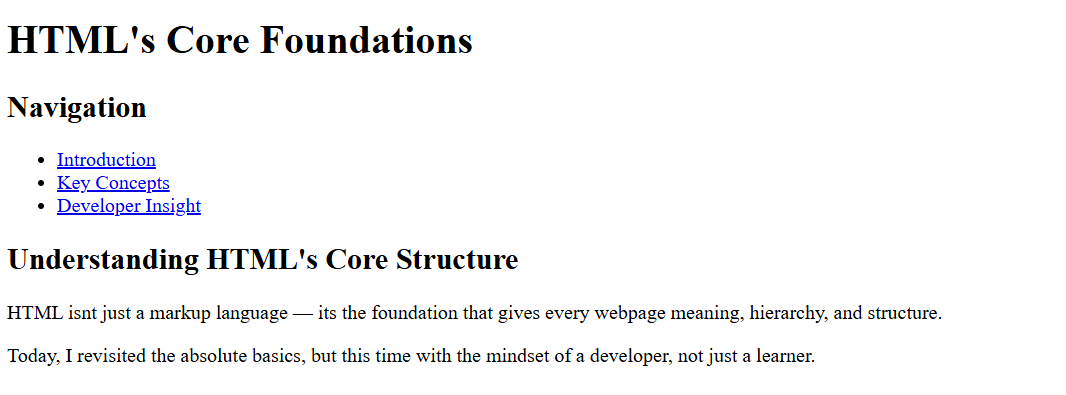 HTML's Core Foundations
Navigation
Introduction
Key Concepts
Developer Insight
Understanding HTML's Core Structure
HTML isnt just a markup language — its the foundation that gives every webpage meaning, hierarchy, and structure.
Today, I revisited the absolute basics, but this time with the mindset of a developer, not just a learner.